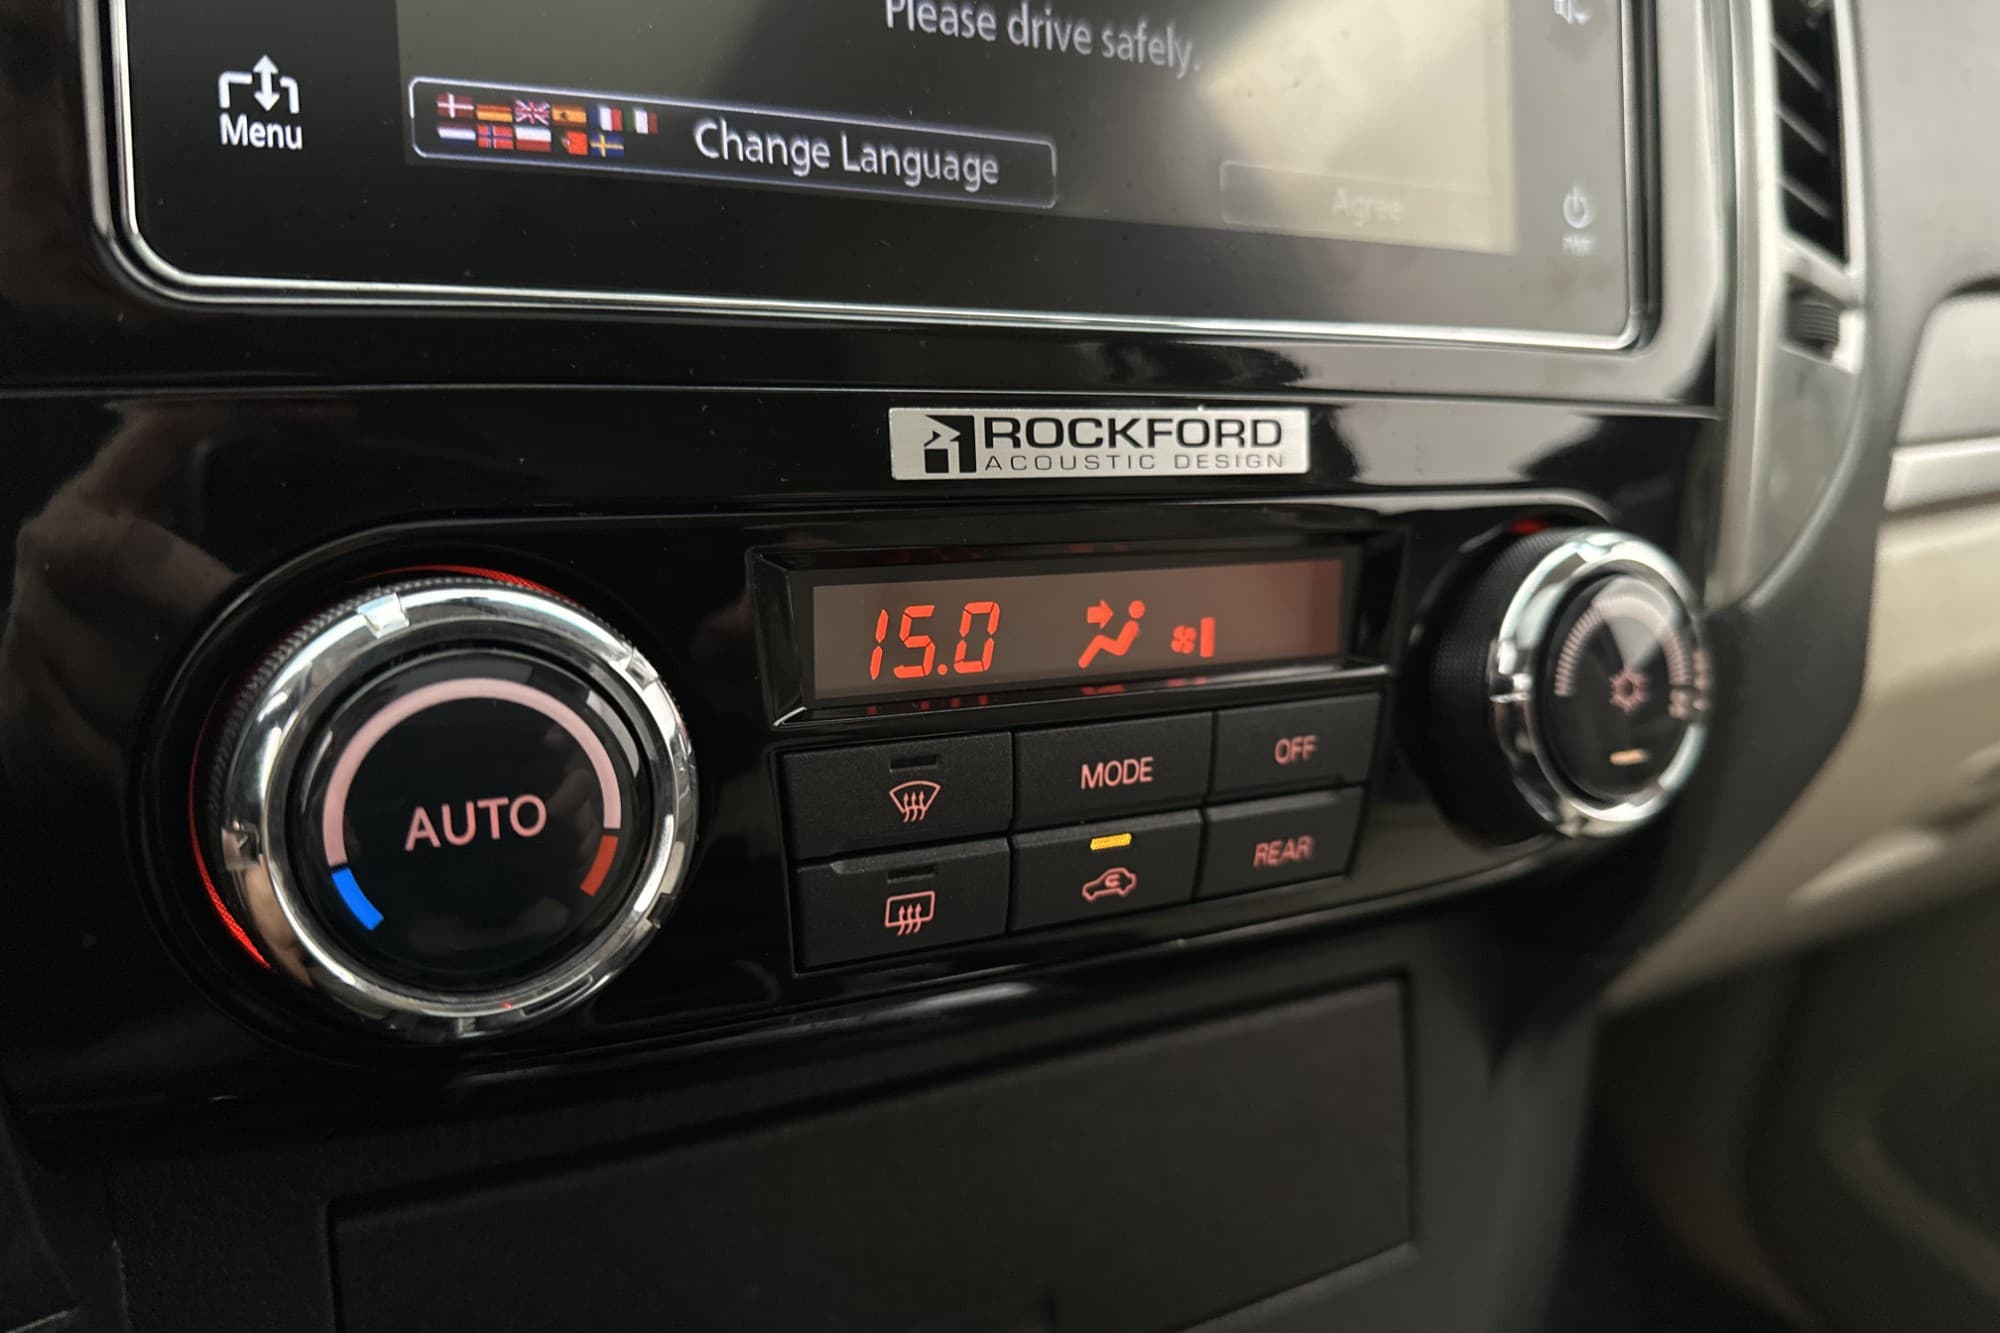 Please drive safely.
Menu
Change Language
Agree
ROCKFORD
ACOUSTIC DESIGN
15.0
AUTO
MODE
OFF
REAR